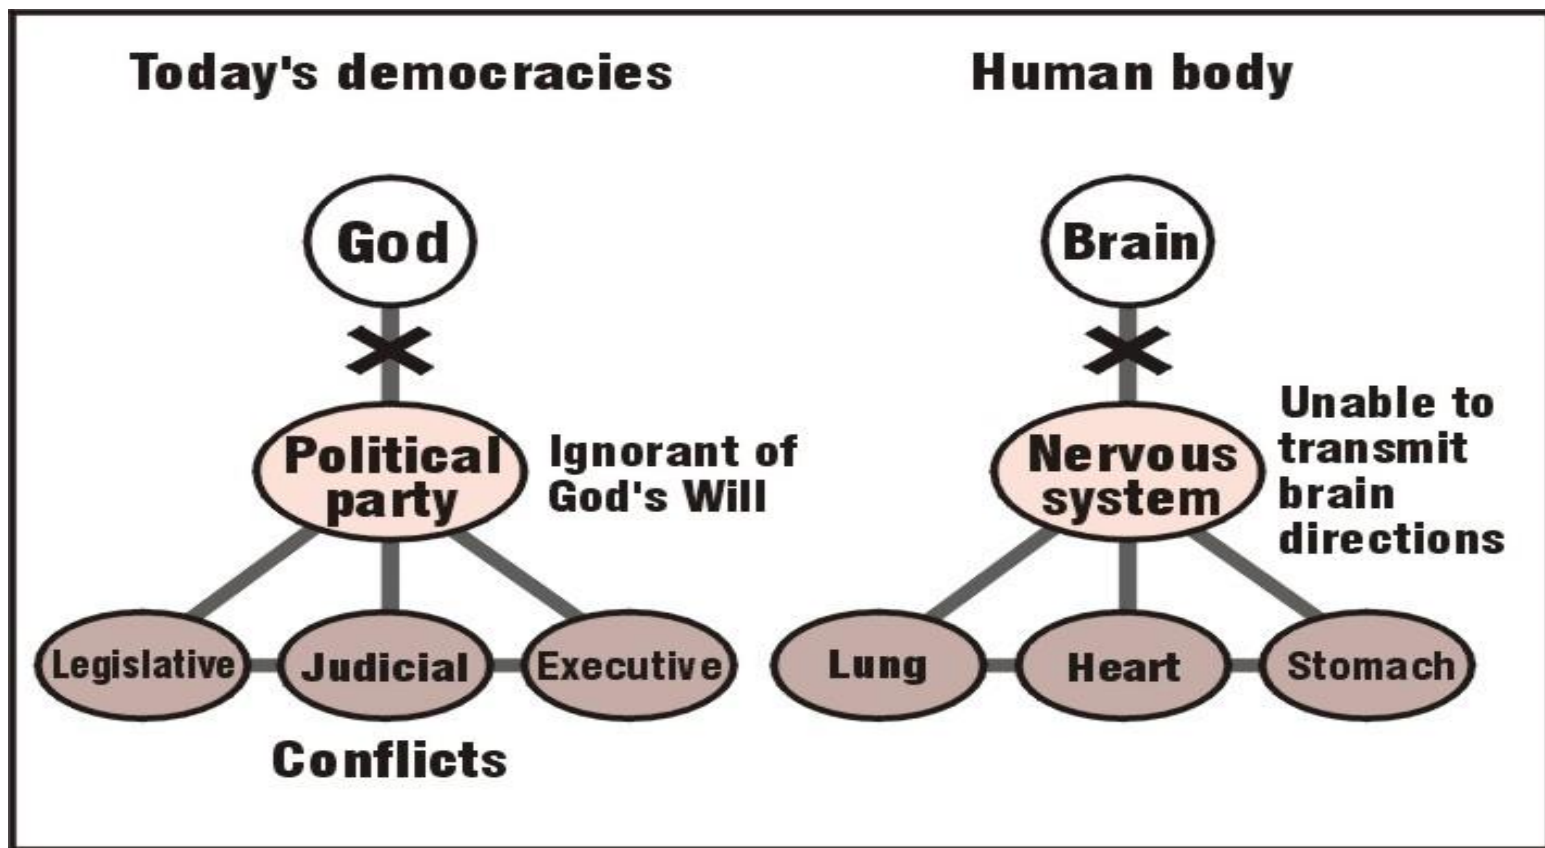 Today's democracies
God
Political
party
Ignorant of
God's Will
Legislative
Judicial
Executive
Conflicts
Human body
Brain
Nervous
system
Unable to
transmit
brain
directions
Lung
Heart
Stomach